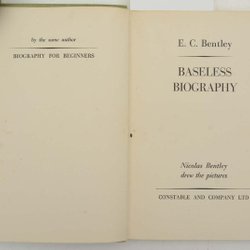 by the same author
BIOGRAPHY FOR BEGINNERS
E. C. Bentley
BASELESS
BIOGRAPHY
Nicolas Bentley
drew the pictures
CONSTABLE AND COMPANY LTD